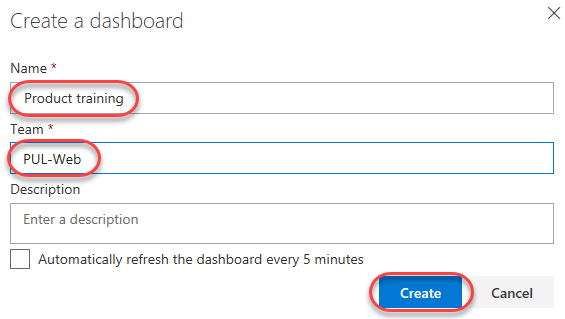 Create a dashboard
Name *
Product training
Team *
PUL-Web
Description
Enter a description
Automatically refresh the dashboard every 5 minutes
Create Cancel